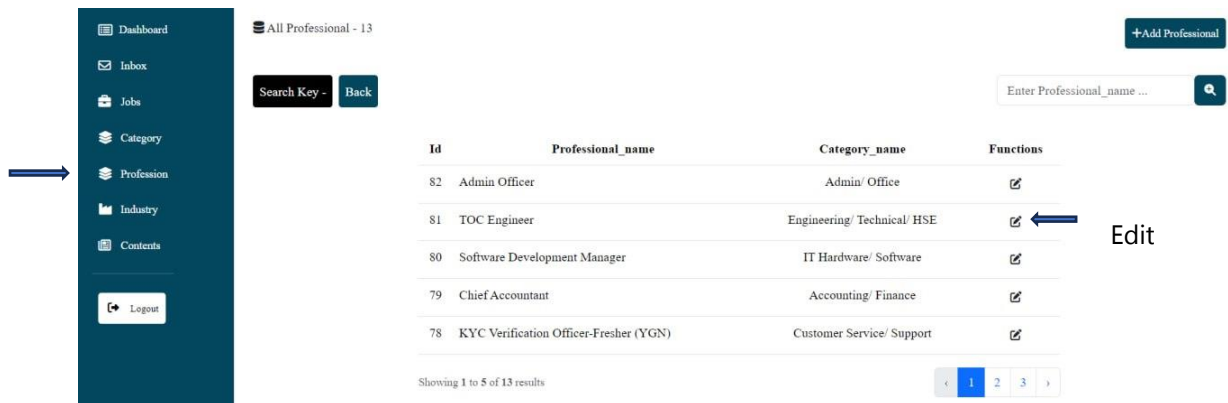 Dashboard
Inbox
Jobs
Category
Profession
Industry
Contents
Logout
All Professional - 13
+Add Professional
Search Key - Back
Enter Professional_name ...
Id Professional_name Category_name Functions
82 Admin Officer Admin/ Office
81 TOC Engineer Engineering/ Technical/ HSE
Edit
80 Software Development Manager IT Hardware/ Software
79 Chief Accountant Accounting/ Finance
78 KYC Verification Officer-Fresher (YGN) Customer Service/ Support
Showing 1 to 5 of 13 results ‹ 1 2 3 ›